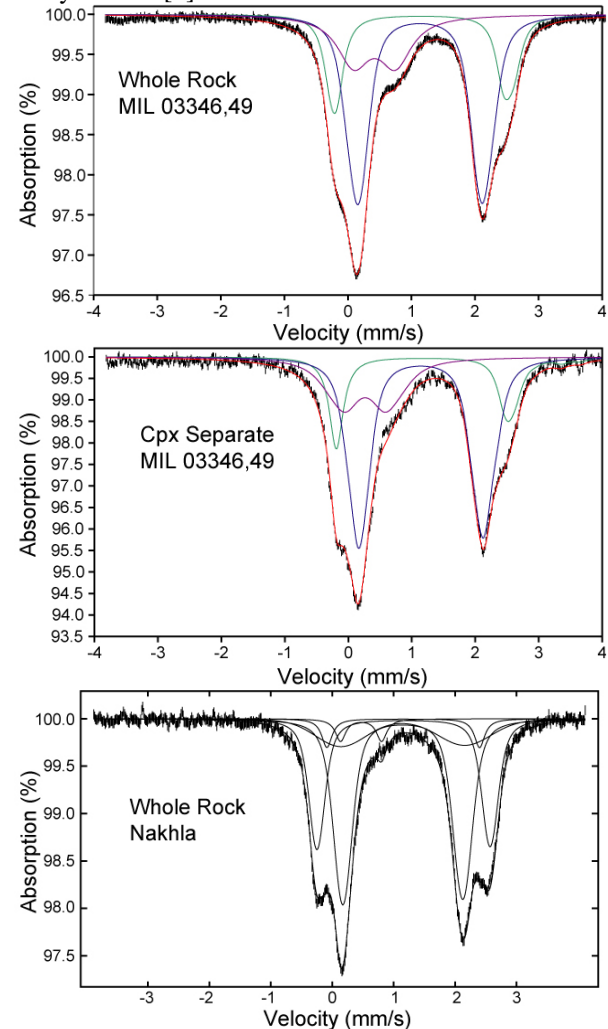 100.0
99.5
99.0
98.5
98.0
97.5
97.0
96.5
Absorption (%)
Whole Rock
MIL 03346,49
-4 -3 -2 -1 0 1 2 3 4
Velocity (mm/s)
100.0
99.5
99.0
98.5
98.0
97.5
97.0
96.5
96.0
95.5
95.0
94.5
94.0
93.5
Absorption (%)
Cpx Separate
MIL 03346,49
-4 -3 -2 -1 0 1 2 3 4
Velocity (mm/s)
100.0
99.5
99.0
98.5
98.0
97.5
Absorption (%)
Whole Rock
Nakhla
-3 -2 -1 0 1 2 3
Velocity (mm/s)